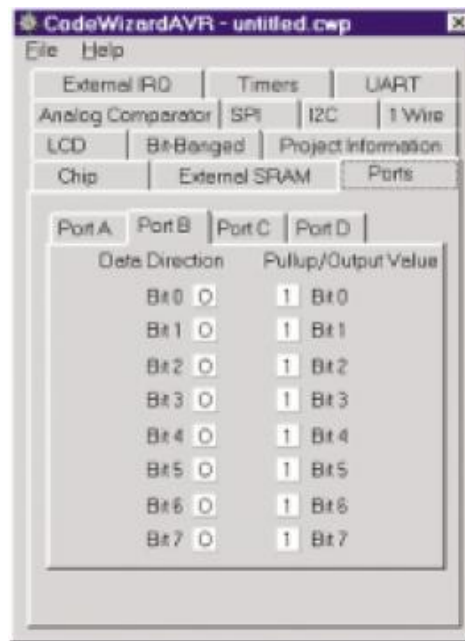 CodeWizardAVR - untitled.cwp
File Help
External IRQ Timers UART
Analog Comparator SPI I2C 1 Wire
LCD Bit-Banged Project Information
Chip External SRAM Ports
Port A Port B Port C Port D
Data Direction Pullup/Output Value
Bit 0 O 1 Bit 0
Bit 1 O 1 Bit 1
Bit 2 O 1 Bit 2
Bit 3 O 1 Bit 3
Bit 4 O 1 Bit 4
Bit 5 O 1 Bit 5
Bit 6 O 1 Bit 6
Bit 7 O 1 Bit 7